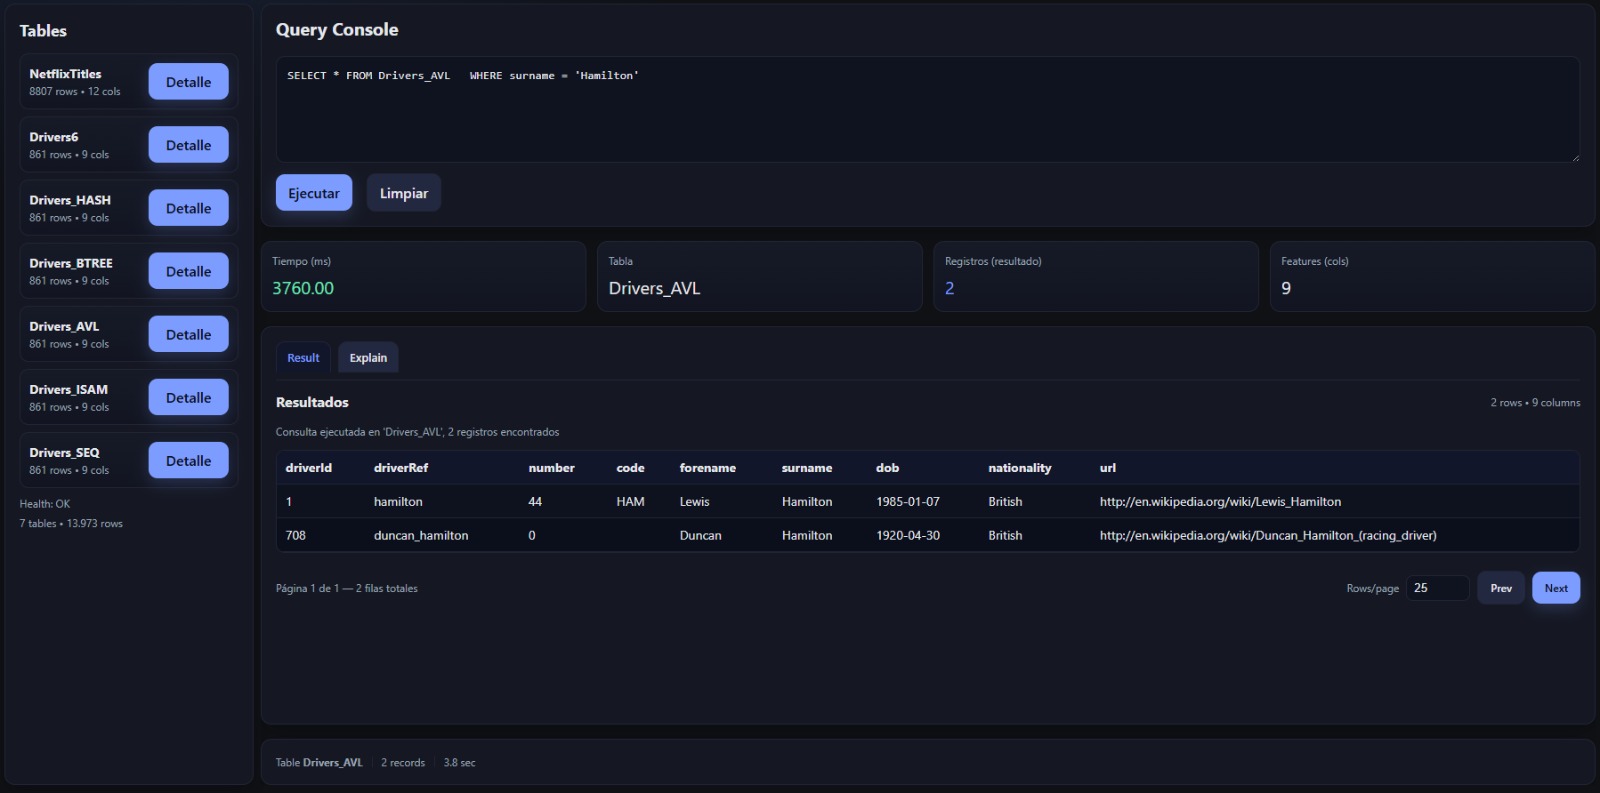 Tables
NetflixTitles
8807 rows • 12 cols
Detalle
Drivers6
861 rows • 9 cols
Detalle
Drivers_HASH
861 rows • 9 cols
Detalle
Drivers_BTREE
861 rows • 9 cols
Detalle
Drivers_AVL
861 rows • 9 cols
Detalle
Drivers_ISAM
861 rows • 9 cols
Detalle
Drivers_SEQ
861 rows • 9 cols
Detalle
Health: OK
7 tables • 13.973 rows
Query Console
SELECT * FROM Drivers_AVL   WHERE surname = 'Hamilton'
Ejecutar Limpiar
Tiempo (ms)
3760.00
Tabla
Drivers_AVL
Registros (resultado)
2
Features (cols)
9
Result Explain
Resultados 2 rows • 9 columns
Consulta ejecutada en 'Drivers_AVL', 2 registros encontrados
driverId driverRef number code forename surname dob nationality url
1 hamilton 44 HAM Lewis Hamilton 1985-01-07 British http://en.wikipedia.org/wiki/Lewis_Hamilton
708 duncan_hamilton 0 Duncan Hamilton 1920-04-30 British http://en.wikipedia.org/wiki/Duncan_Hamilton_(racing_driver)
Página 1 de 1 — 2 filas totales Rows/page 25 Prev Next
Table Drivers_AVL 2 records 3.8 sec